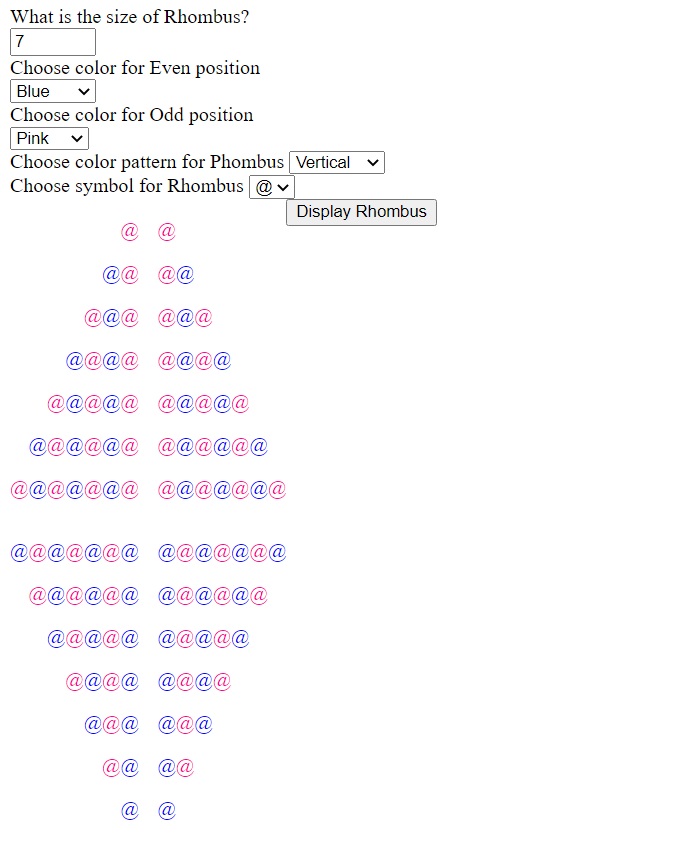 What is the size of Rhombus?
7
Choose color for Even position
Blue
Choose color for Odd position
Pink
Choose color pattern for Phombus Vertical
Choose symbol for Rhombus @
Display Rhombus
@ @
@@ @@
@@@ @@@
@@@@ @@@@
@@@@@ @@@@@
@@@@@@ @@@@@@
@@@@@@@ @@@@@@@
@@@@@@@ @@@@@@@
@@@@@@ @@@@@@
@@@@@ @@@@@
@@@@ @@@@
@@@ @@@
@@ @@
@ @